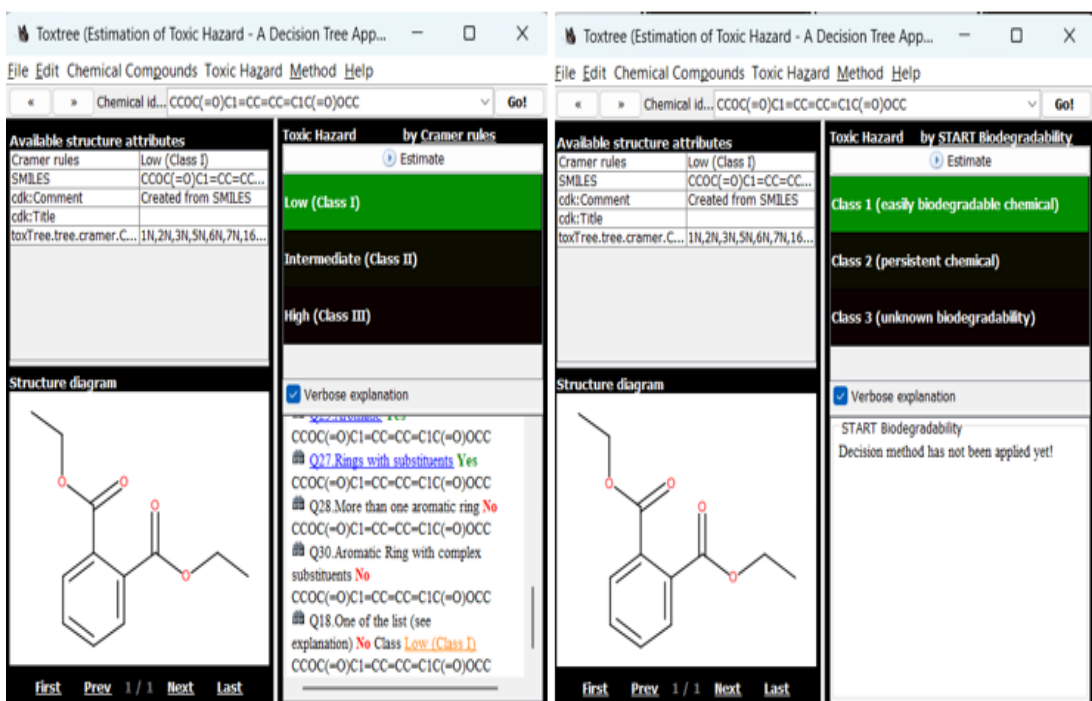 Toxtree (Estimation of Toxic Hazard - A Decision Tree App...
File Edit Chemical Compounds Toxic Hazard Method Help
« » Chemical id... CCOC(=O)C1=CC=CC=C1C(=O)OCC Go!
Available structure attributes
Cramer rules Low (Class I)
SMILES CCOC(=O)C1=CC=CC...
cdk:Comment Created from SMILES
cdk:Title
toxTree.tree.cramer.C... 1N,2N,3N,5N,6N,7N,16...
Structure diagram
O
O
O
O
First Prev 1 / 1 Next Last
Toxic Hazard by Cramer rules
Estimate
Low (Class I)
Intermediate (Class II)
High (Class III)
Verbose explanation
CCOC(=O)C1=CC=CC=C1C(=O)OCC
Q27.Rings with substituents Yes
CCOC(=O)C1=CC=CC=C1C(=O)OCC
Q28.More than one aromatic ring No
CCOC(=O)C1=CC=CC=C1C(=O)OCC
Q30.Aromatic Ring with complex
substituents No
CCOC(=O)C1=CC=CC=C1C(=O)OCC
Q18.One of the list (see
explanation) No Class Low (Class I)
CCOC(=O)C1=CC=CC=C1C(=O)OCC
Toxtree (Estimation of Toxic Hazard - A Decision Tree App...
File Edit Chemical Compounds Toxic Hazard Method Help
« » Chemical id... CCOC(=O)C1=CC=CC=C1C(=O)OCC Go!
Available structure attributes
Cramer rules Low (Class I)
SMILES CCOC(=O)C1=CC=CC...
cdk:Comment Created from SMILES
cdk:Title
toxTree.tree.cramer.C... 1N,2N,3N,5N,6N,7N,16...
Structure diagram
O
O
O
O
First Prev 1 / 1 Next Last
Toxic Hazard by START Biodegradability
Estimate
Class 1 (easily biodegradable chemical)
Class 2 (persistent chemical)
Class 3 (unknown biodegradability)
Verbose explanation
START Biodegradability
Decision method has not been applied yet!